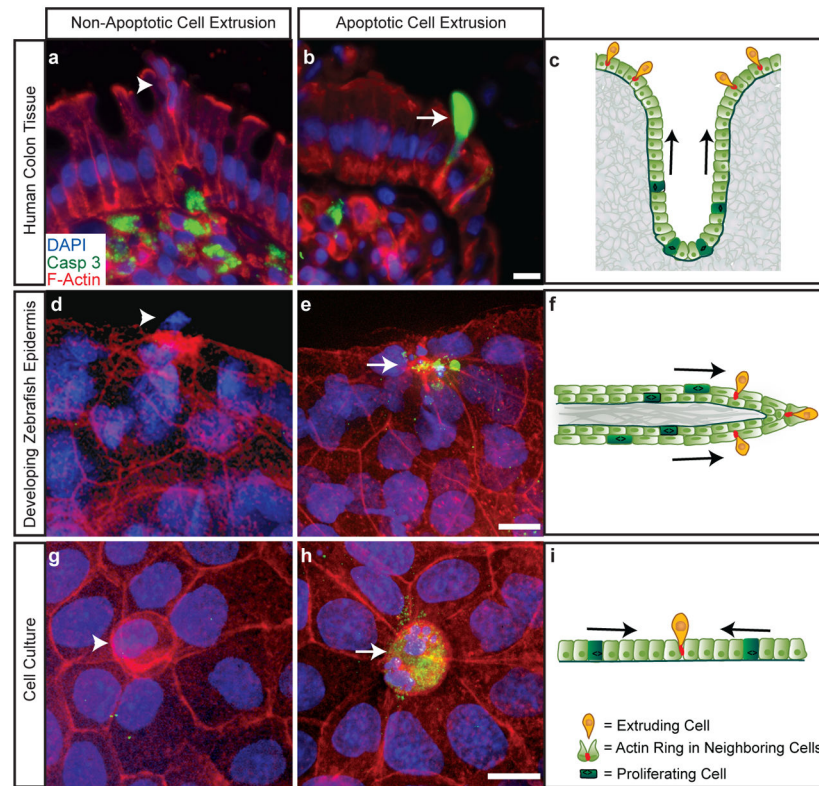 Non-Apoptotic Cell Extrusion
Apoptotic Cell Extrusion
Human Colon Tissue
a
b
c
DAPI
Casp 3
F-Actin
Developing Zebrafish Epidermis
d
e
f
Cell Culture
g
h
i
= Extruding Cell
= Actin Ring in Neighboring Cells
= Proliferating Cell